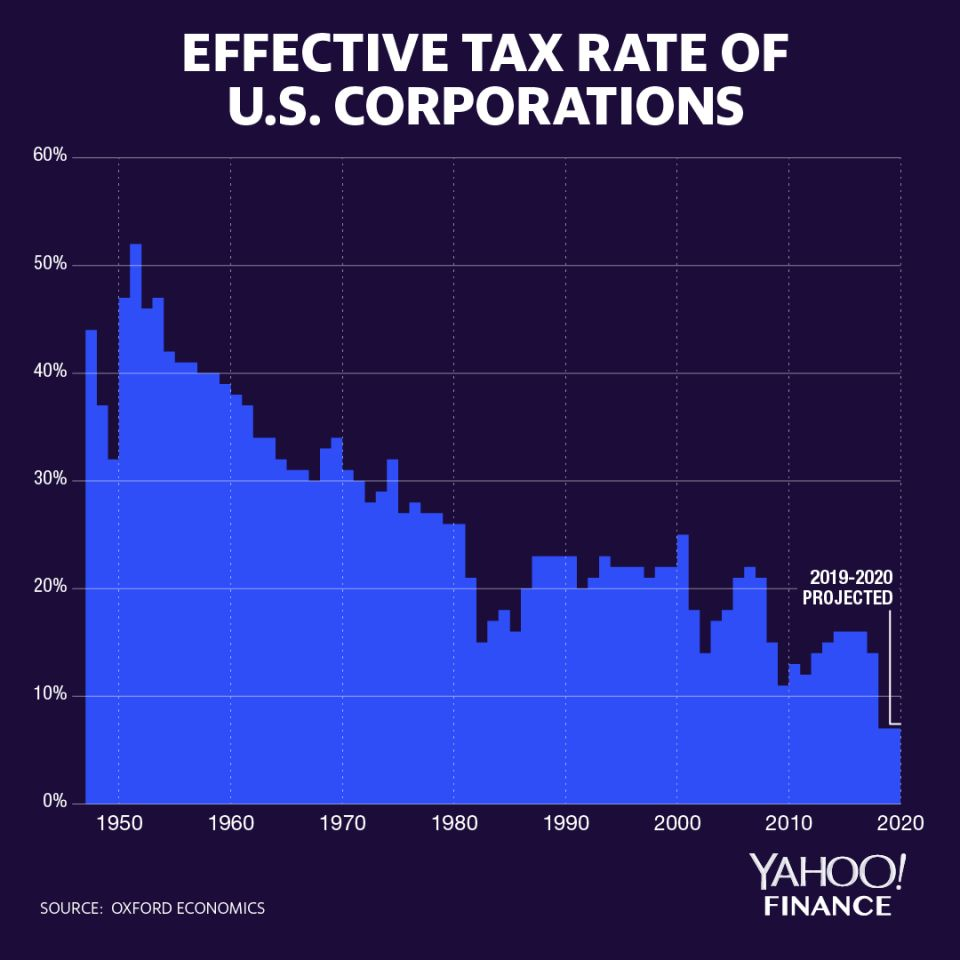 EFFECTIVE TAX RATE OF
U.S. CORPORATIONS
60%
50%
40%
30%
20%
10%
0%
2019-2020
PROJECTED
1950 1960 1970 1980 1990 2000 2010 2020
YAHOO!
FINANCE
SOURCE: OXFORD ECONOMICS